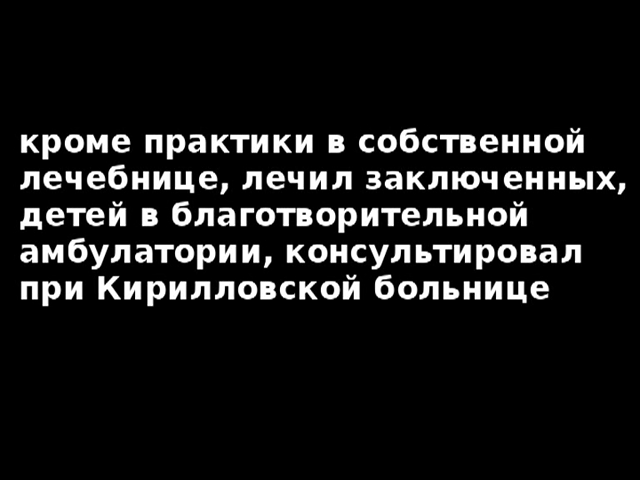 кроме практики в собственной
лечебнице, лечил заключенных,
детей в благотворительной
амбулатории, консультировал
при Кирилловской больнице